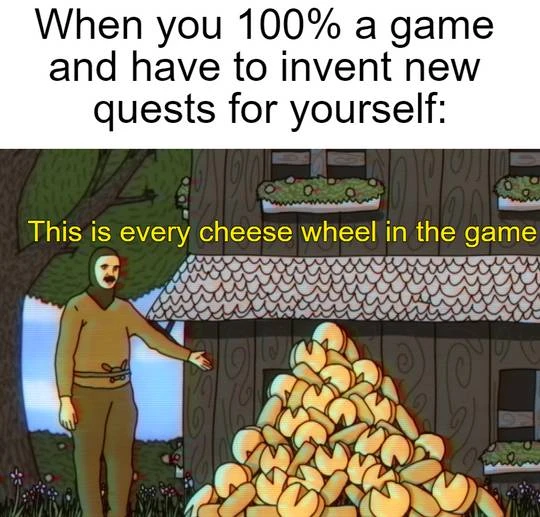 When you 100% a game
and have to invent new
quests for yourself:
This is every cheese wheel in the game